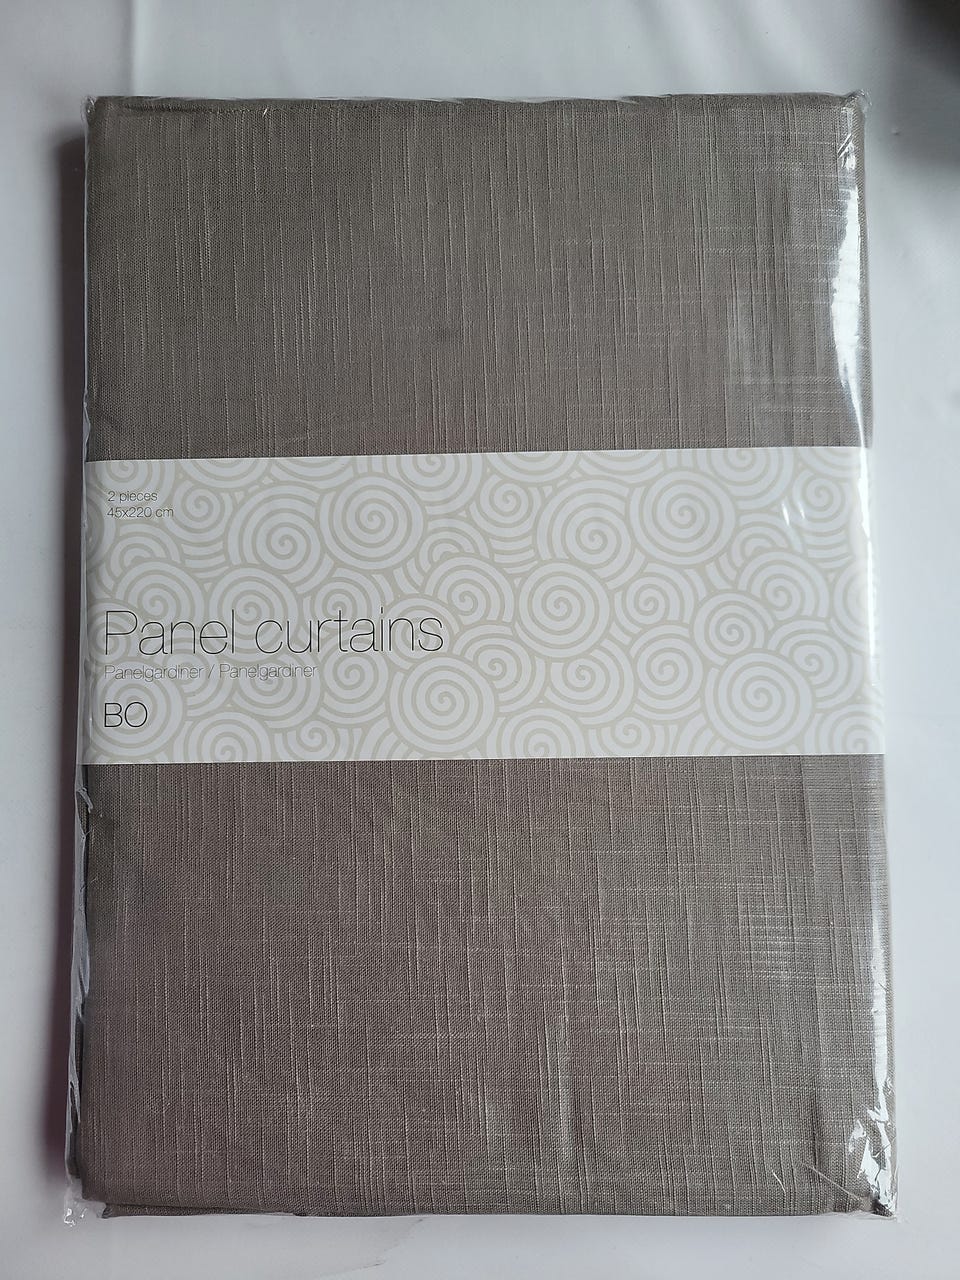 2 pieces
45x220 cm
Panel curtains
Panelgardiner / Panelgardiner
BO